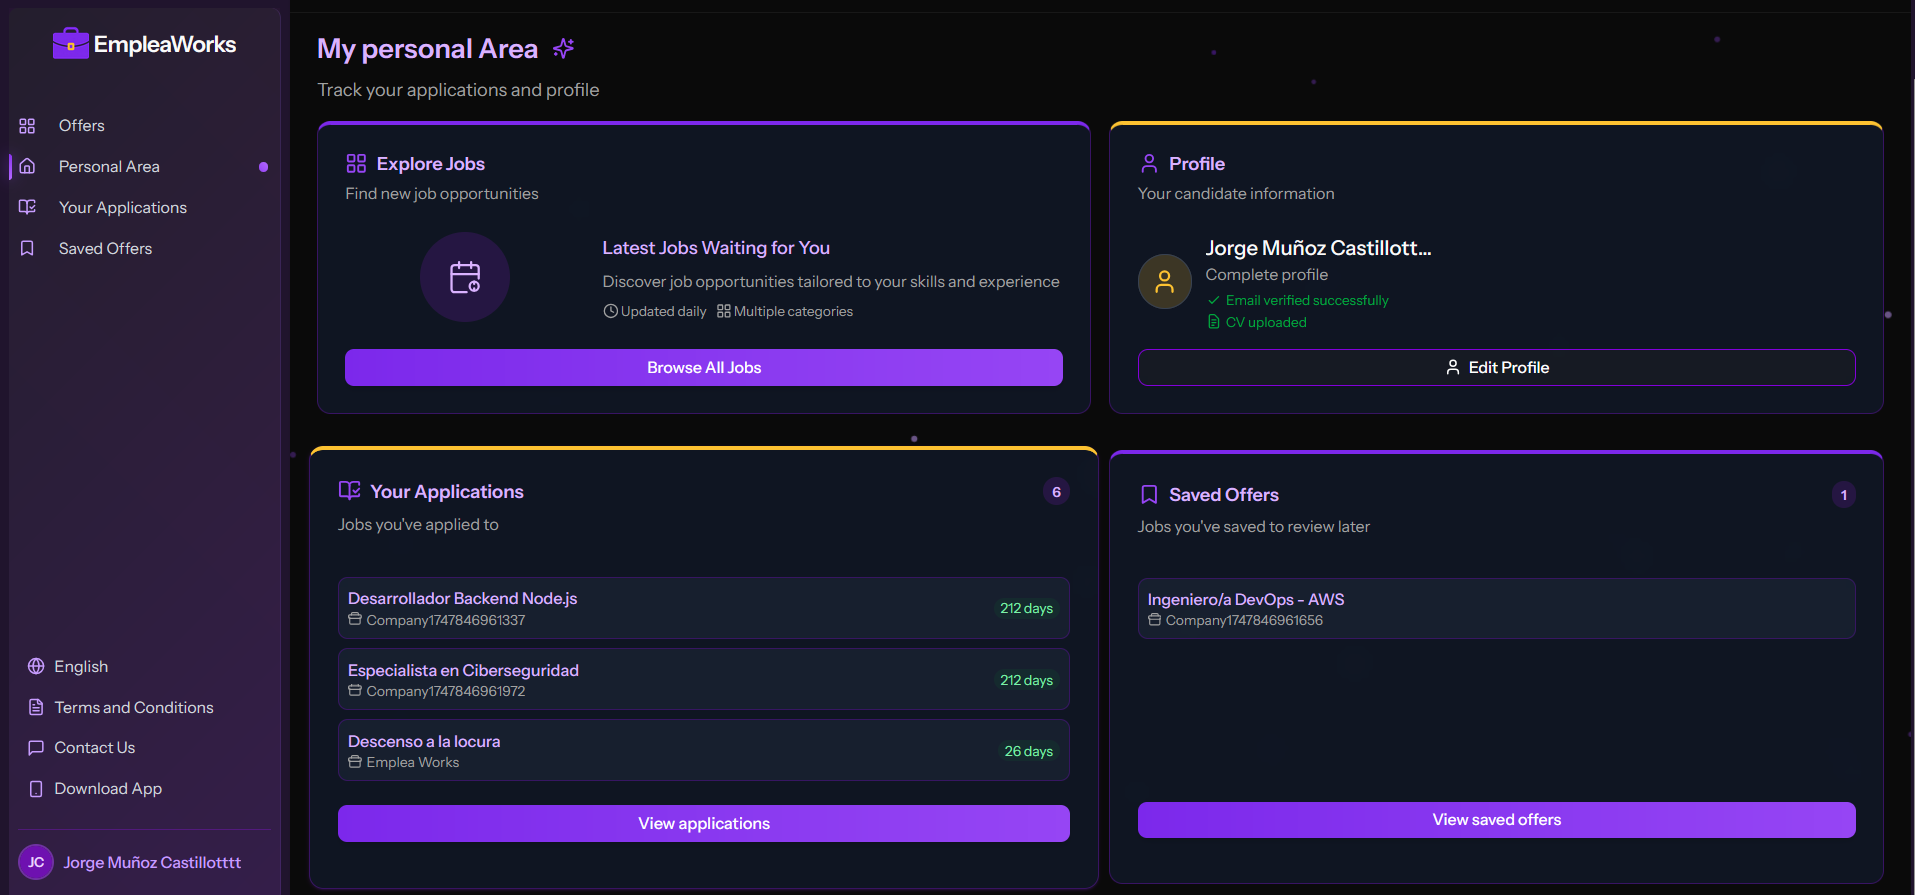 EmpleaWorks
Offers
Personal Area
Your Applications
Saved Offers
English
Terms and Conditions
Contact Us
Download App
JC
Jorge Muñoz Castillotttt
My personal Area
Track your applications and profile
Explore Jobs
Find new job opportunities
Latest Jobs Waiting for You
Discover job opportunities tailored to your skills and experience
Updated daily Multiple categories
Browse All Jobs
Profile
Your candidate information
Jorge Muñoz Castillott...
Complete profile
Email verified successfully
CV uploaded
Edit Profile
Your Applications 6
Jobs you've applied to
Desarrollador Backend Node.js
Company1747846961337
212 days
Especialista en Ciberseguridad
Company1747846961972
212 days
Descenso a la locura
Emplea Works
26 days
View applications
Saved Offers 1
Jobs you've saved to review later
Ingeniero/a DevOps - AWS
Company1747846961656
View saved offers